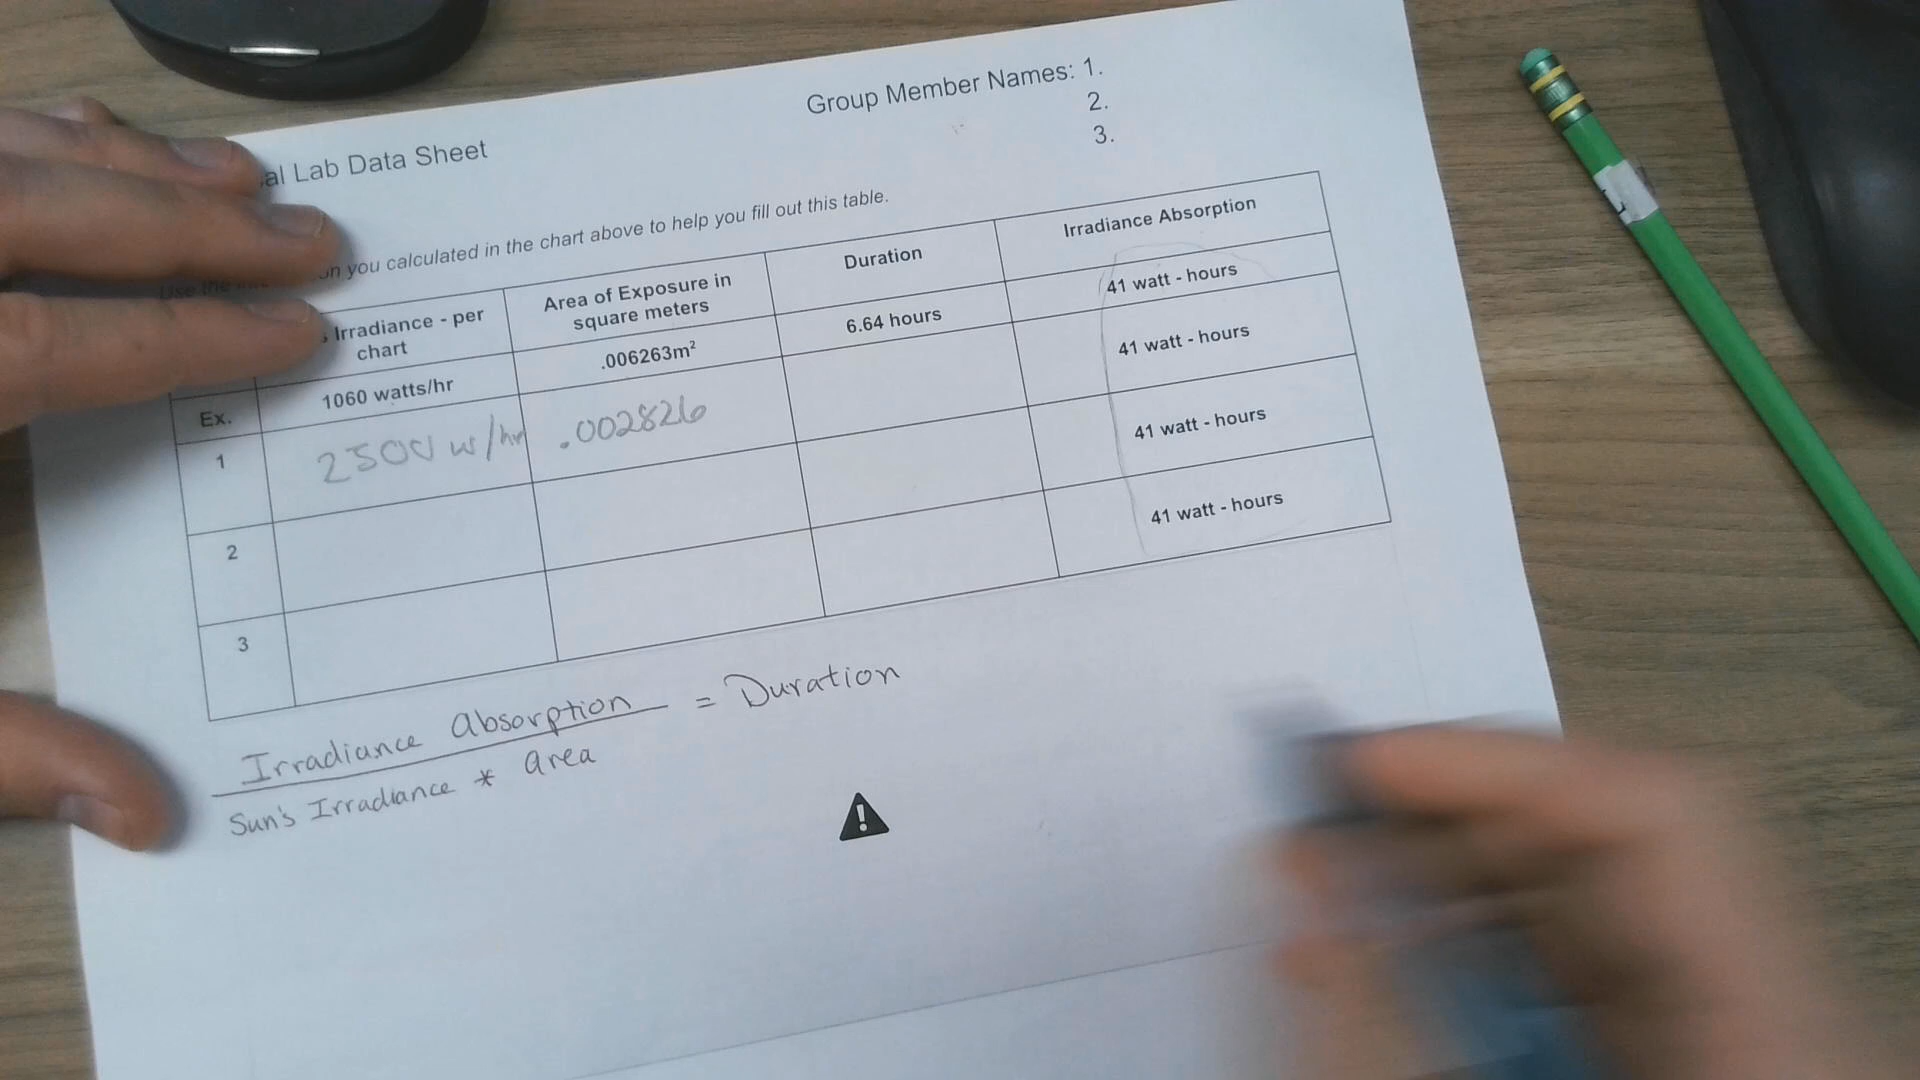 Group Member Names: 1.
2.
3.
Lab Data Sheet
you calculated in the chart above to help you fill out this table.
Irradiance - per chart
Area of Exposure in square meters
Duration
Irradiance Absorption
Ex.
1060 watts/hr
.006263m²
6.64 hours
41 watt - hours
1
2500 w/hr
.002826
41 watt - hours
2
41 watt - hours
3
41 watt - hours
Irradiance Absorption = Duration
Sun's Irradiance * area